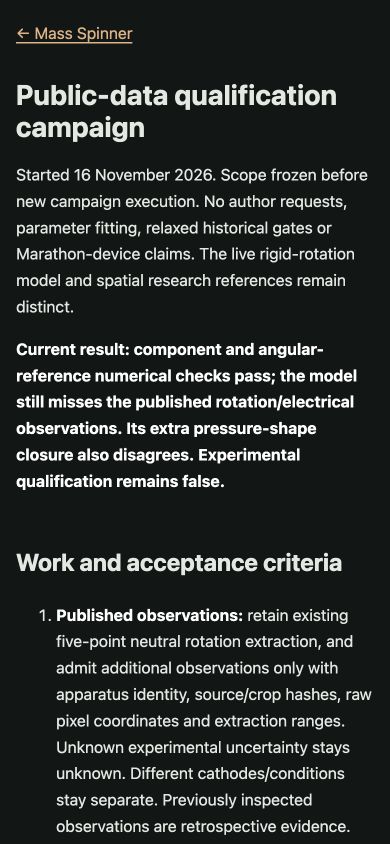 ← Mass Spinner
Public-data qualification
campaign
Started 16 November 2026. Scope frozen before
new campaign execution. No author requests,
parameter fitting, relaxed historical gates or
Marathon-device claims. The live rigid-rotation
model and spatial research references remain
distinct.
Current result: component and angular-
reference numerical checks pass; the model
still misses the published rotation/electrical
observations. Its extra pressure-shape
closure also disagrees. Experimental
qualification remains false.
Work and acceptance criteria
1. Published observations: retain existing
five-point neutral rotation extraction, and
admit additional observations only with
apparatus identity, source/crop hashes, raw
pixel coordinates and extraction ranges.
Unknown experimental uncertainty stays
unknown. Different cathodes/conditions
stay separate. Previously inspected
observations are retrospective evidence.